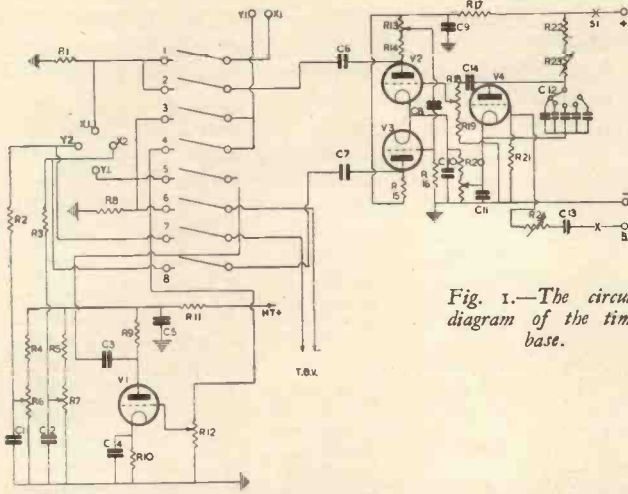 Y1
X1
R1
1
2
3
4
5
6
7
8
X1
Y2
X2
Y1
R2
R3
R8
R4
R5
R6
R7
C1
C2
C3
R9
C5
R11
HT+
V1
C4
R10
R12
T.B.V.
C6
C7
R13
R14
C9
R17
S1
+
V2
V3
C8
R18
C14
V4
R19
R22
R23
C12
R15
R16
C10
R20
C11
R21
R24
C13
X
X
-
Fig. 1.—The circu
diagram of the tim
base.